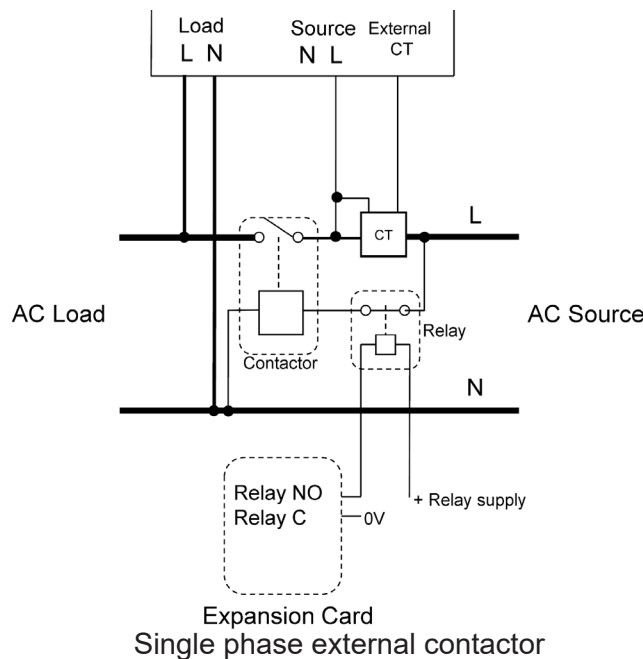 Load
Source
External
CT
L N
N L
L
CT
AC Load
AC Source
Relay
Contactor
N
Relay NO
+ Relay supply
Relay C
0V
Expansion Card
Single phase external contactor